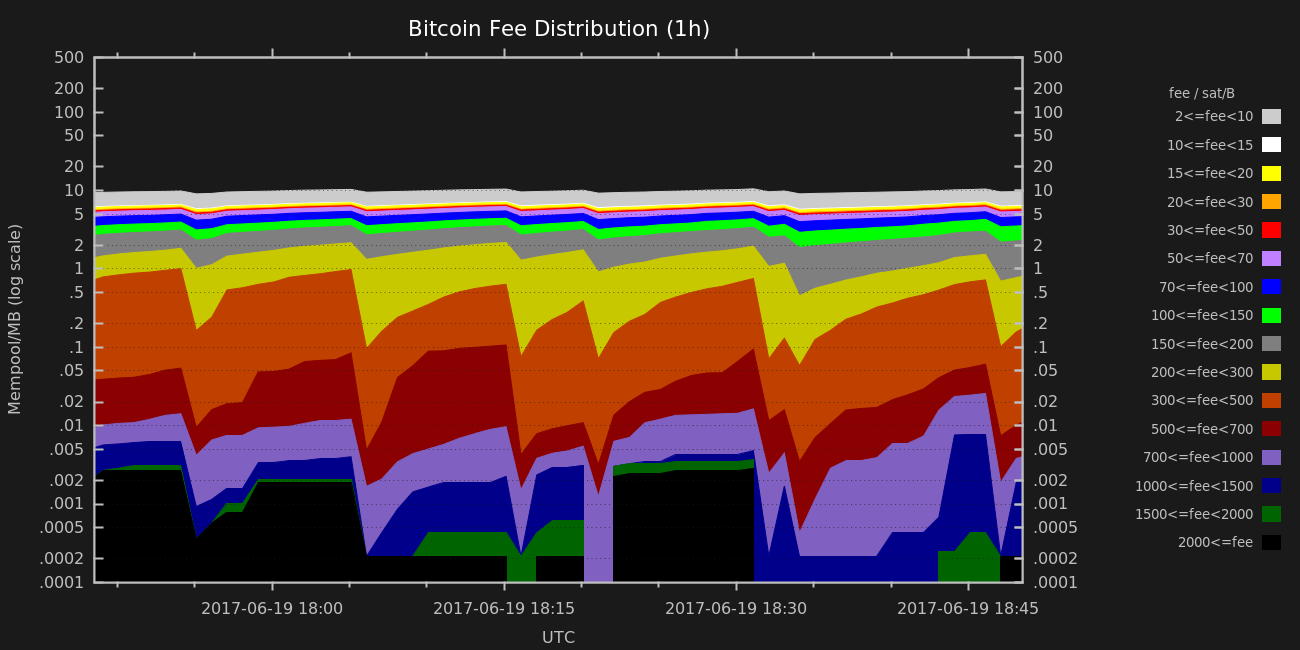 Bitcoin Fee Distribution (1h)
Mempool/MB (log scale)
500
200
100
50
20
10
5
2
1
.5
.2
.1
.05
.02
.01
.005
.002
.001
.0005
.0002
.0001
500
200
100
50
20
10
5
2
1
.5
.2
.1
.05
.02
.01
.005
.002
.001
.0005
.0002
.0001
2017-06-19 18:00
2017-06-19 18:15
2017-06-19 18:30
2017-06-19 18:45
UTC
fee / sat/B
2<=fee<10
10<=fee<15
15<=fee<20
20<=fee<30
30<=fee<50
50<=fee<70
70<=fee<100
100<=fee<150
150<=fee<200
200<=fee<300
300<=fee<500
500<=fee<700
700<=fee<1000
1000<=fee<1500
1500<=fee<2000
2000<=fee